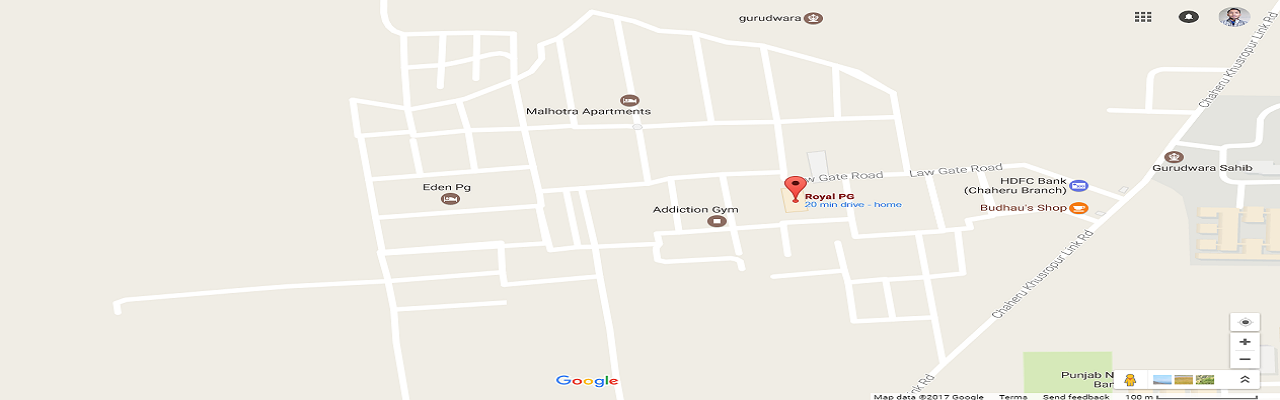 gurudwara
Chaheru Khusropur Link Rd
Malhotra Apartments
Gurudwara Sahib
Law Gate Road
Gate Road
HDFC Bank
(Chaheru Branch)
Eden Pg
Royal PG
20 min drive - home
Addiction Gym
Budhau's Shop
Chaheru Khusropur Link Rd
Punjab
Google
Rd
Map data ©2017 Google Terms Send feedback 100 m